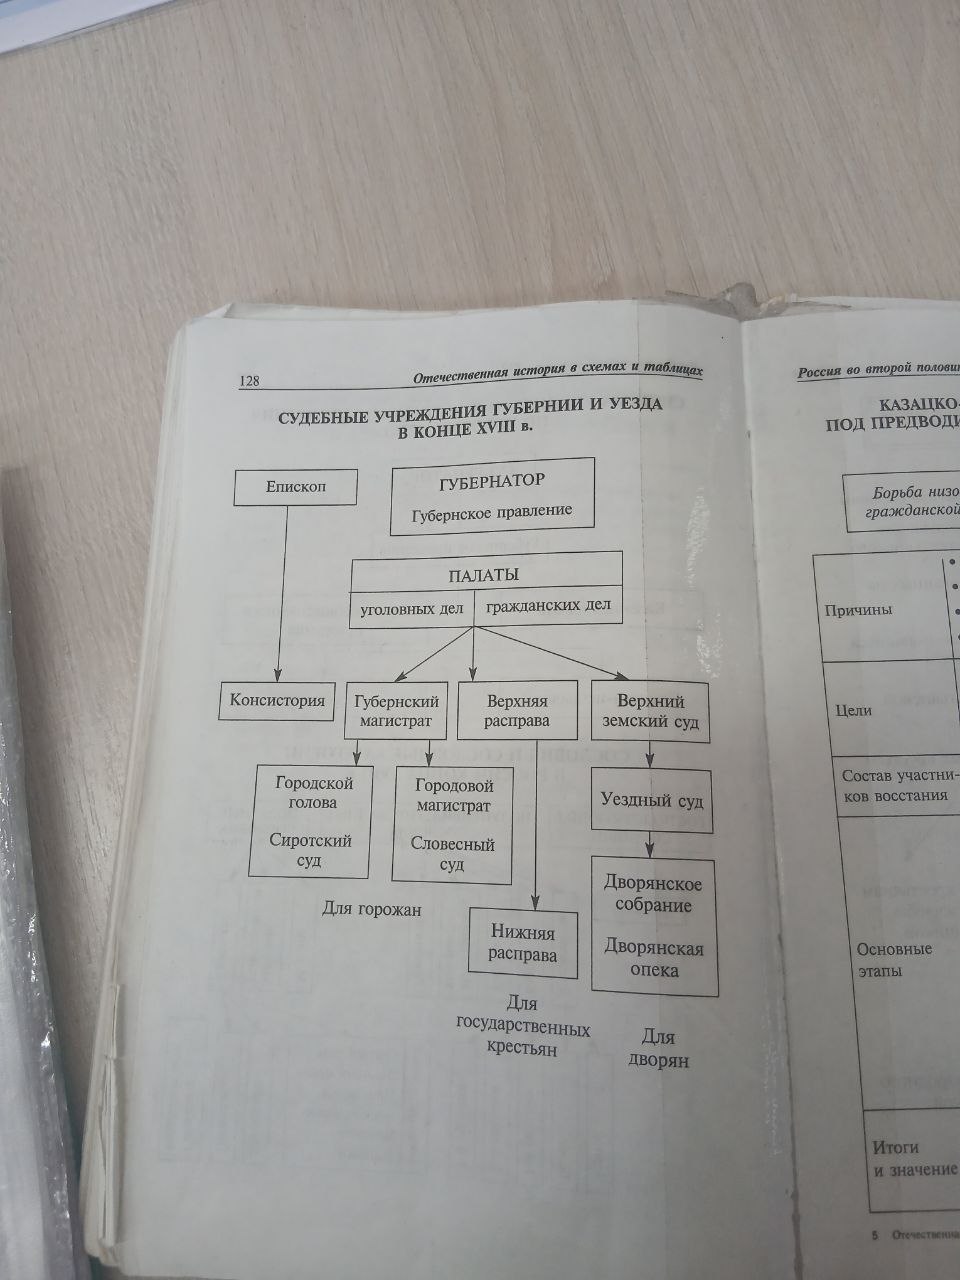 128
Отечественная история в схемах и таблицах
СУДЕБНЫЕ УЧРЕЖДЕНИЯ ГУБЕРНИИ И УЕЗДА
В КОНЦЕ XVIII в.
Епископ
ГУБЕРНАТОР
Губернское правление
ПАЛАТЫ
уголовных дел
гражданских дел
Консистория
Губернский
магистрат
Верхняя
расправа
Верхний
земский суд
Городской
голова
Сиротский
суд
Городовой
магистрат
Словесный
суд
Уездный суд
Дворянское
собрание
Дворянская
опека
Для горожан
Нижняя
расправа
Для
государственных
крестьян
Для
дворян
Россия во второй
КАЗАЦКО-
ПОД
Борьба
гражданской
Причины
Цели
Состав участни-
ков восстания
Основные
этапы
Итоги
и значение
5